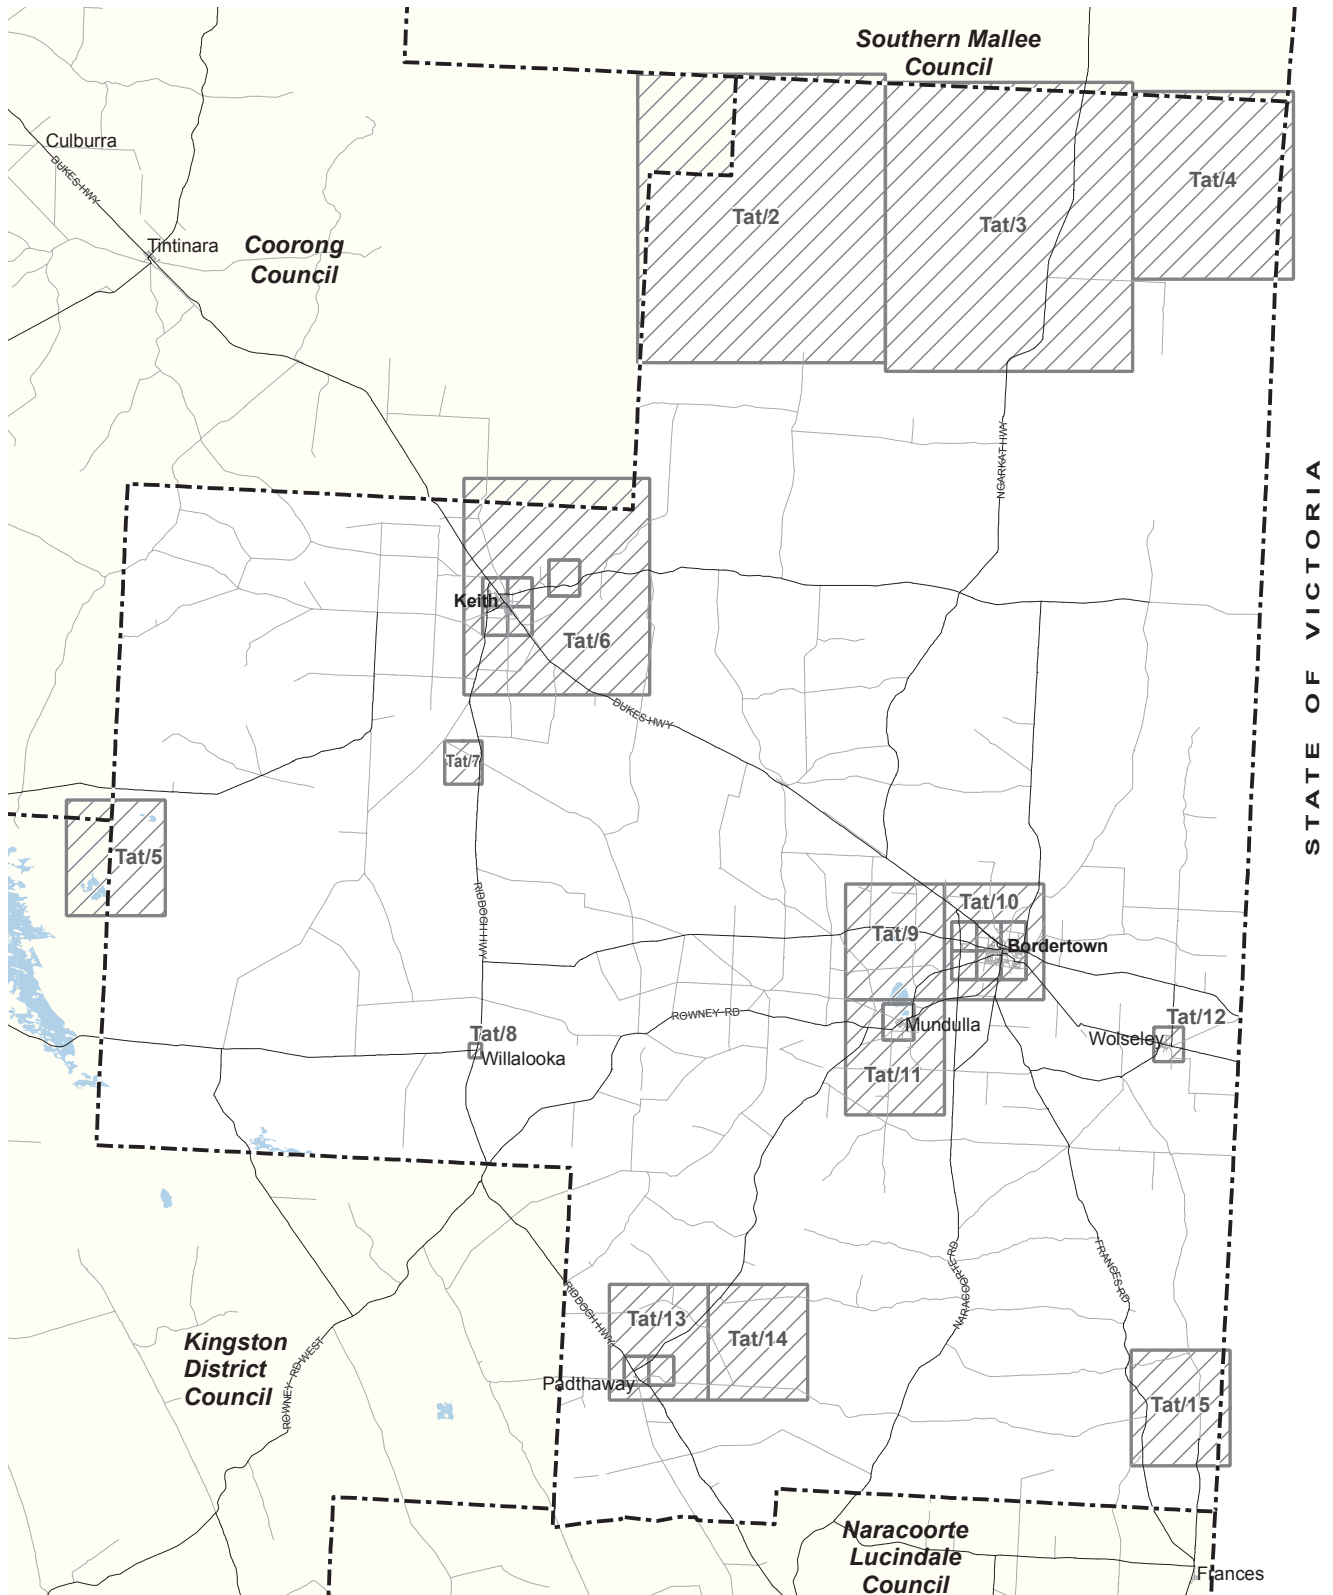 Southern Mallee
Council
Culburra
DUKES HWY
Tat/4
Tat/2
Tat/3
Tintinara
Coorong
Council
NGARKAT HWY
STATE OF VICTORIA
Keith
Tat/6
DUKES HWY
Tat/7
Tat/5
RIDDOCH HWY
Tat/10
Tat/9
Bordertown
ROWNEY RD
Tat/12
Mundulla
Tat/8
Wolseley
Willalooka
Tat/11
NARACOORTE RD
FRANCES RD
RIDDOCH HWY
Tat/13
Tat/14
Kingston
District
Council
ROWNEY RD WEST
Padthaway
Tat/15
Naracoorte
Lucindale
Council
Frances